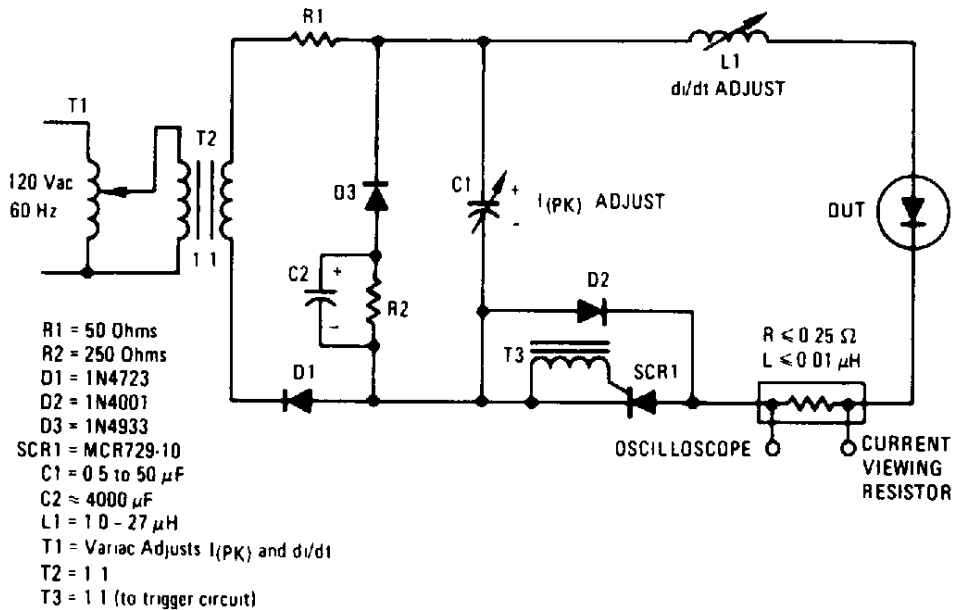 R1
L1
di/dt ADJUST
T1
T2
120 Vac
60 Hz
1 1
D3
C1
+
-
I(PK) ADJUST
DUT
C2
+
-
R2
D2
T3
SCR1
R ≤ 0.25 Ω
L ≤ 0.01 μH
D1
OSCILLOSCOPE
CURRENT
VIEWING
RESISTOR
R1 = 50 Ohms
R2 = 250 Ohms
D1 = 1N4723
D2 = 1N4001
D3 = 1N4933
SCR1 = MCR729-10
C1 = 0 5 to 50 μF
C2 ≈ 4000 μF
L1 = 1 0 - 27 μH
T1 = Variac Adjusts I(PK) and di/dt
T2 = 1 1
T3 = 1 1 (to trigger circuit)